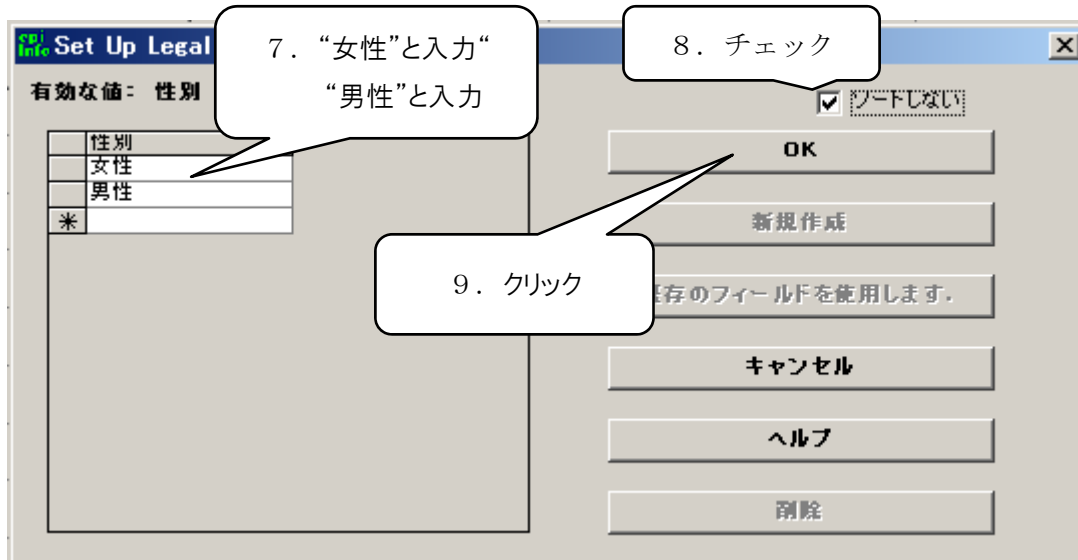 Epi Info Set Up Legal
7．“女性”と入力“
“男性”と入力
8．チェック
有効な値： 性別
ソートしない
性別
女性
男性
*
OK
新規作成
9．クリック
存のフィールドを使用します.
キャンセル
ヘルプ
削除